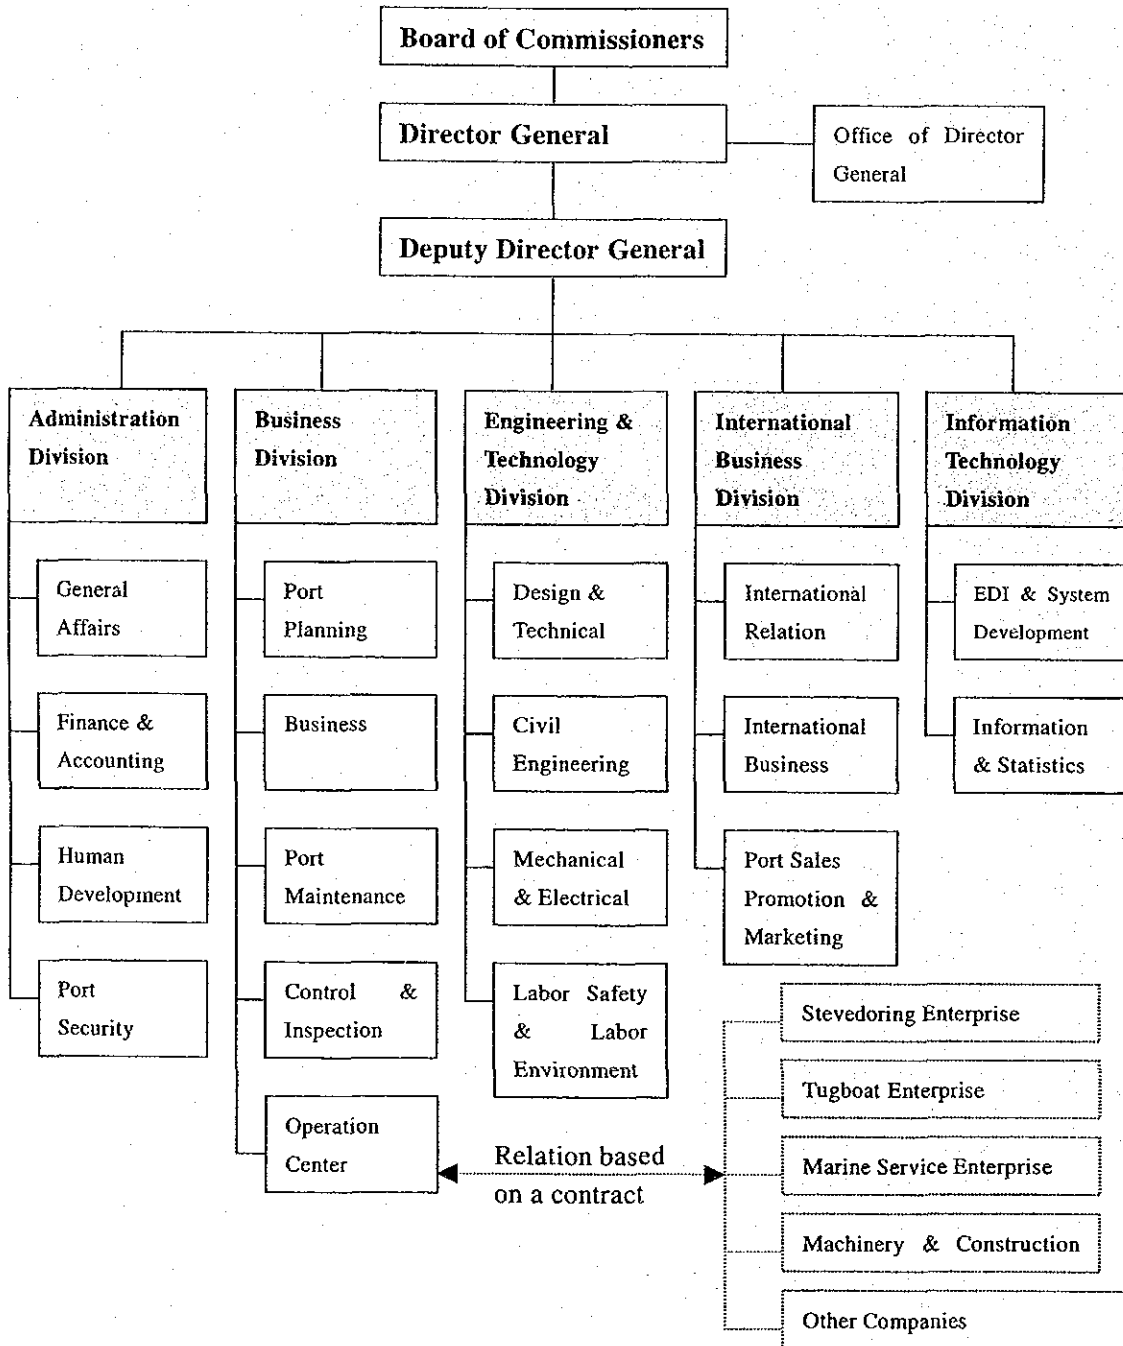 Board of Commissioners
Director General
Office of Director
General
Deputy Director General
Administration
Division
General
Affairs
Finance &
Accounting
Human
Development
Port
Security
Business
Division
Port
Planning
Business
Port
Maintenance
Control &
Inspection
Operation
Center
Engineering &
Technology
Division
Design &
Technical
Civil
Engineering
Mechanical
& Electrical
Labor Safety
& Labor
Environment
International
Business
Division
International
Relation
International
Business
Port Sales
Promotion &
Marketing
Information
Technology
Division
EDI & System
Development
Information
& Statistics
Relation based
on a contract
Stevedoring Enterprise
Tugboat Enterprise
Marine Service Enterprise
Machinery & Construction
Other Companies